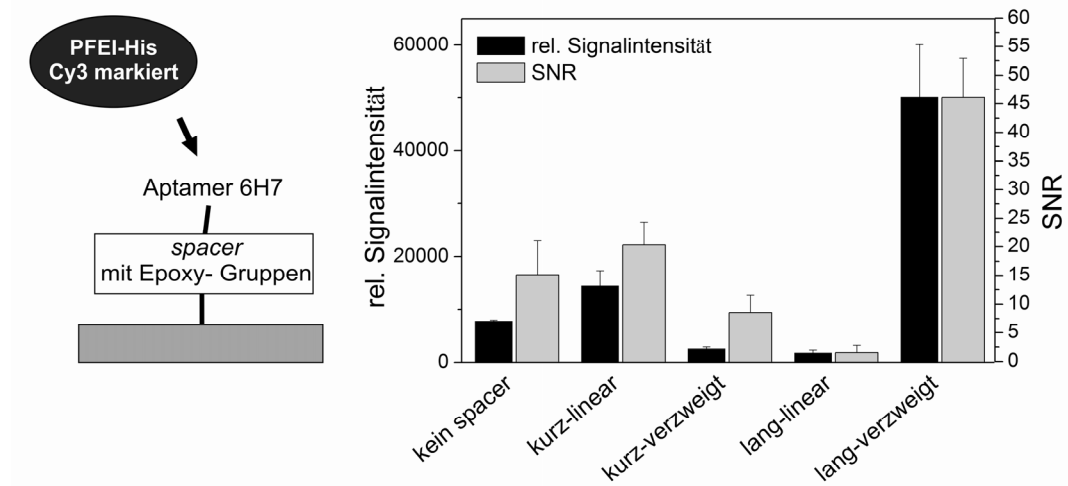 PFEI-His
Cy3 markiert
Aptamer 6H7
spacer
mit Epoxy- Gruppen
rel. Signalintensität
60000
40000
20000
0
rel. Signalintensität
SNR
60
55
50
45
40
35
30
25
20
15
10
5
0
SNR
kein spacer
kurz-linear
kurz-verzweigt
lang-linear
lang-verzweigt